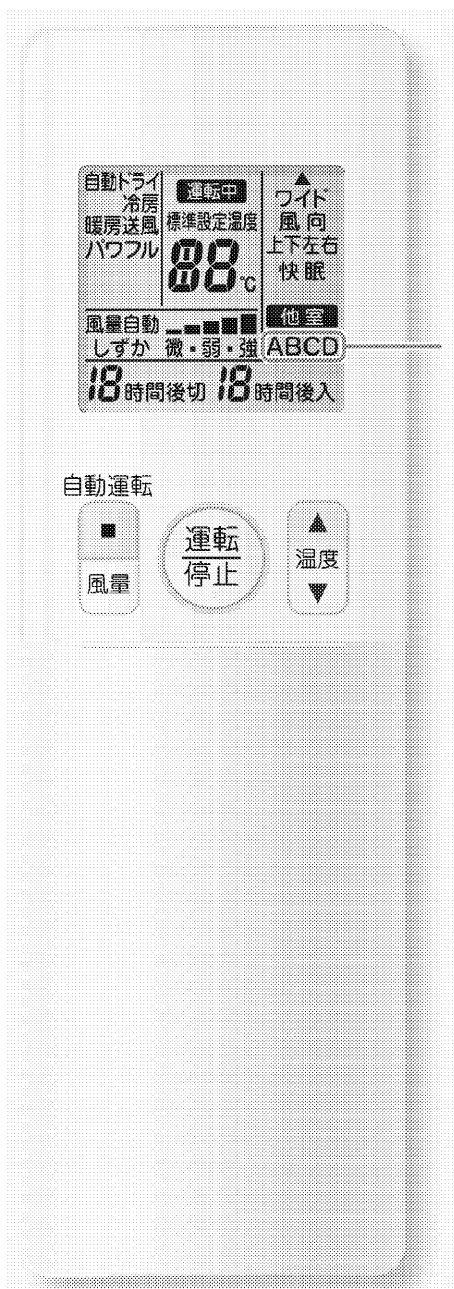 自動ドライ
冷房
暖房送風
パワフル
運転中
標準設定温度
88℃
▲
ワイド
風向
上下左右
快眠
他室
ABCD
風量自動
しずか 微・弱・強
18時間後切 18時間後入
自動運転
■
風量
運転
停止
▲
温度
▼